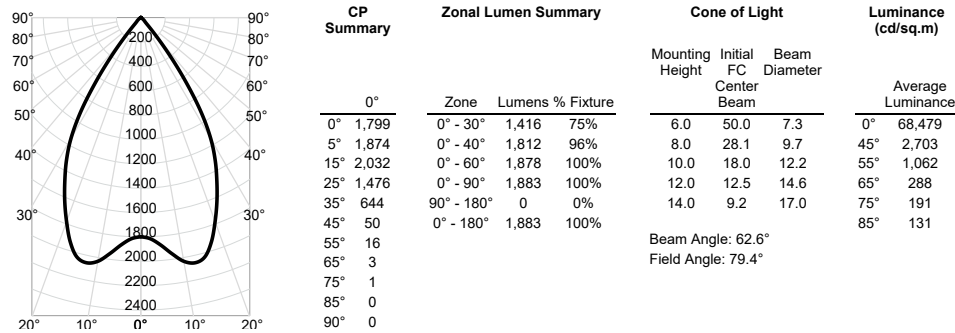 90° 90°
80° 200 80°
70° 400 70°
60° 600 60°
50° 800 50°
1000
40° 1200 40°
1400
30° 1600 30°
1800
2000
2200
2400
20° 10° 0° 10° 20°
CP
Summary
0°
0° 1,799
5° 1,874
15° 2,032
25° 1,476
35° 644
45° 50
55° 16
65° 3
75° 1
85° 0
90° 0
Zonal Lumen Summary
Zone Lumens % Fixture
0° - 30° 1,416 75%
0° - 40° 1,812 96%
0° - 60° 1,878 100%
0° - 90° 1,883 100%
90° - 180° 0 0%
0° - 180° 1,883 100%
Cone of Light
Mounting Initial Beam
Height FC Diameter
Center
Beam
6.0 50.0 7.3
8.0 28.1 9.7
10.0 18.0 12.2
12.0 12.5 14.6
14.0 9.2 17.0
Beam Angle: 62.6°
Field Angle: 79.4°
Luminance
(cd/sq.m)
Average
Luminance
0° 68,479
45° 2,703
55° 1,062
65° 288
75° 191
85° 131